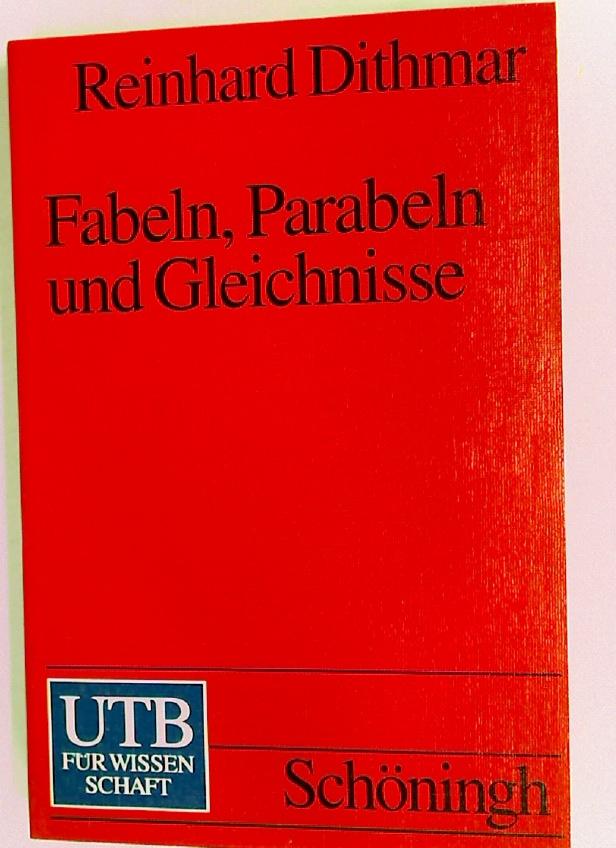 Reinhard Dithmar
Fabeln, Parabeln
und Gleichnisse
UTB
FÜR WISSEN
SCHAFT
Schöningh